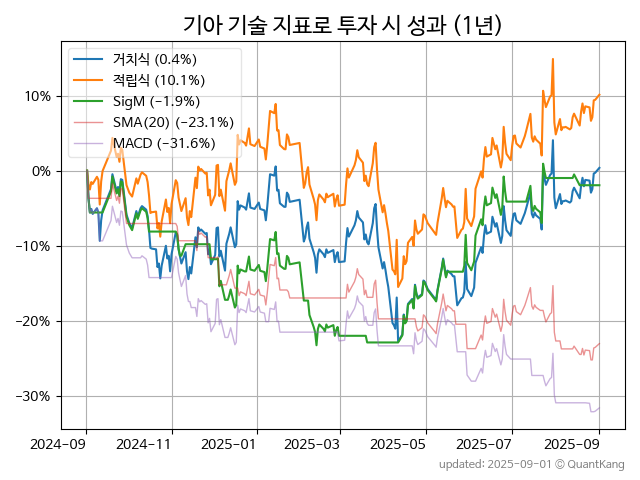 기아 기술 지표로 투자 시 성과 (1년)
거치식 (0.4%)
적립식 (10.1%)
SigM (−1.9%)
SMA(20) (−23.1%)
MACD (−31.6%)
10%
0%
−10%
−20%
−30%
2024-09
2024-11
2025-01
2025-03
2025-05
2025-07
2025-09
updated: 2025-09-01 © QuantKang